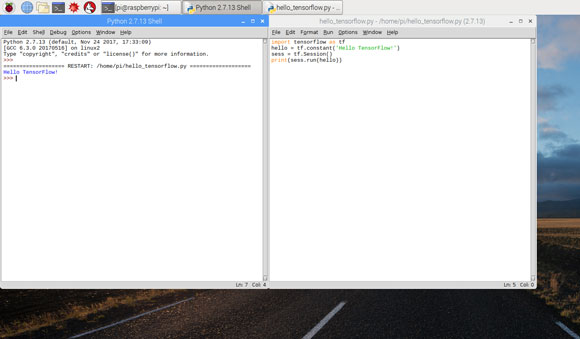 [pi@raspberrypi: ~]
Python 2.7.13 Shell
hello_tensorflow.py - ..
Python 2.7.13 Shell
File Edit Shell Debug Options Window Help
Python 2.7.13 (default, Nov 24 2017, 17:33:09)
[GCC 6.3.0 20170516] on linux2
Type "copyright", "credits" or "license()" for more information.
>>>
=================== RESTART: /home/pi/hello_tensorflow.py ===================
Hello TensorFlow!
>>>
Ln: 7 Col: 4
hello_tensorflow.py - /home/pi/hello_tensorflow.py (2.7.13)
File Edit Format Run Options Window Help
import tensorflow as tf
hello = tf.constant('Hello TensorFlow!')
sess = tf.Session()
print(sess.run(hello))
Ln: 5 Col: 0